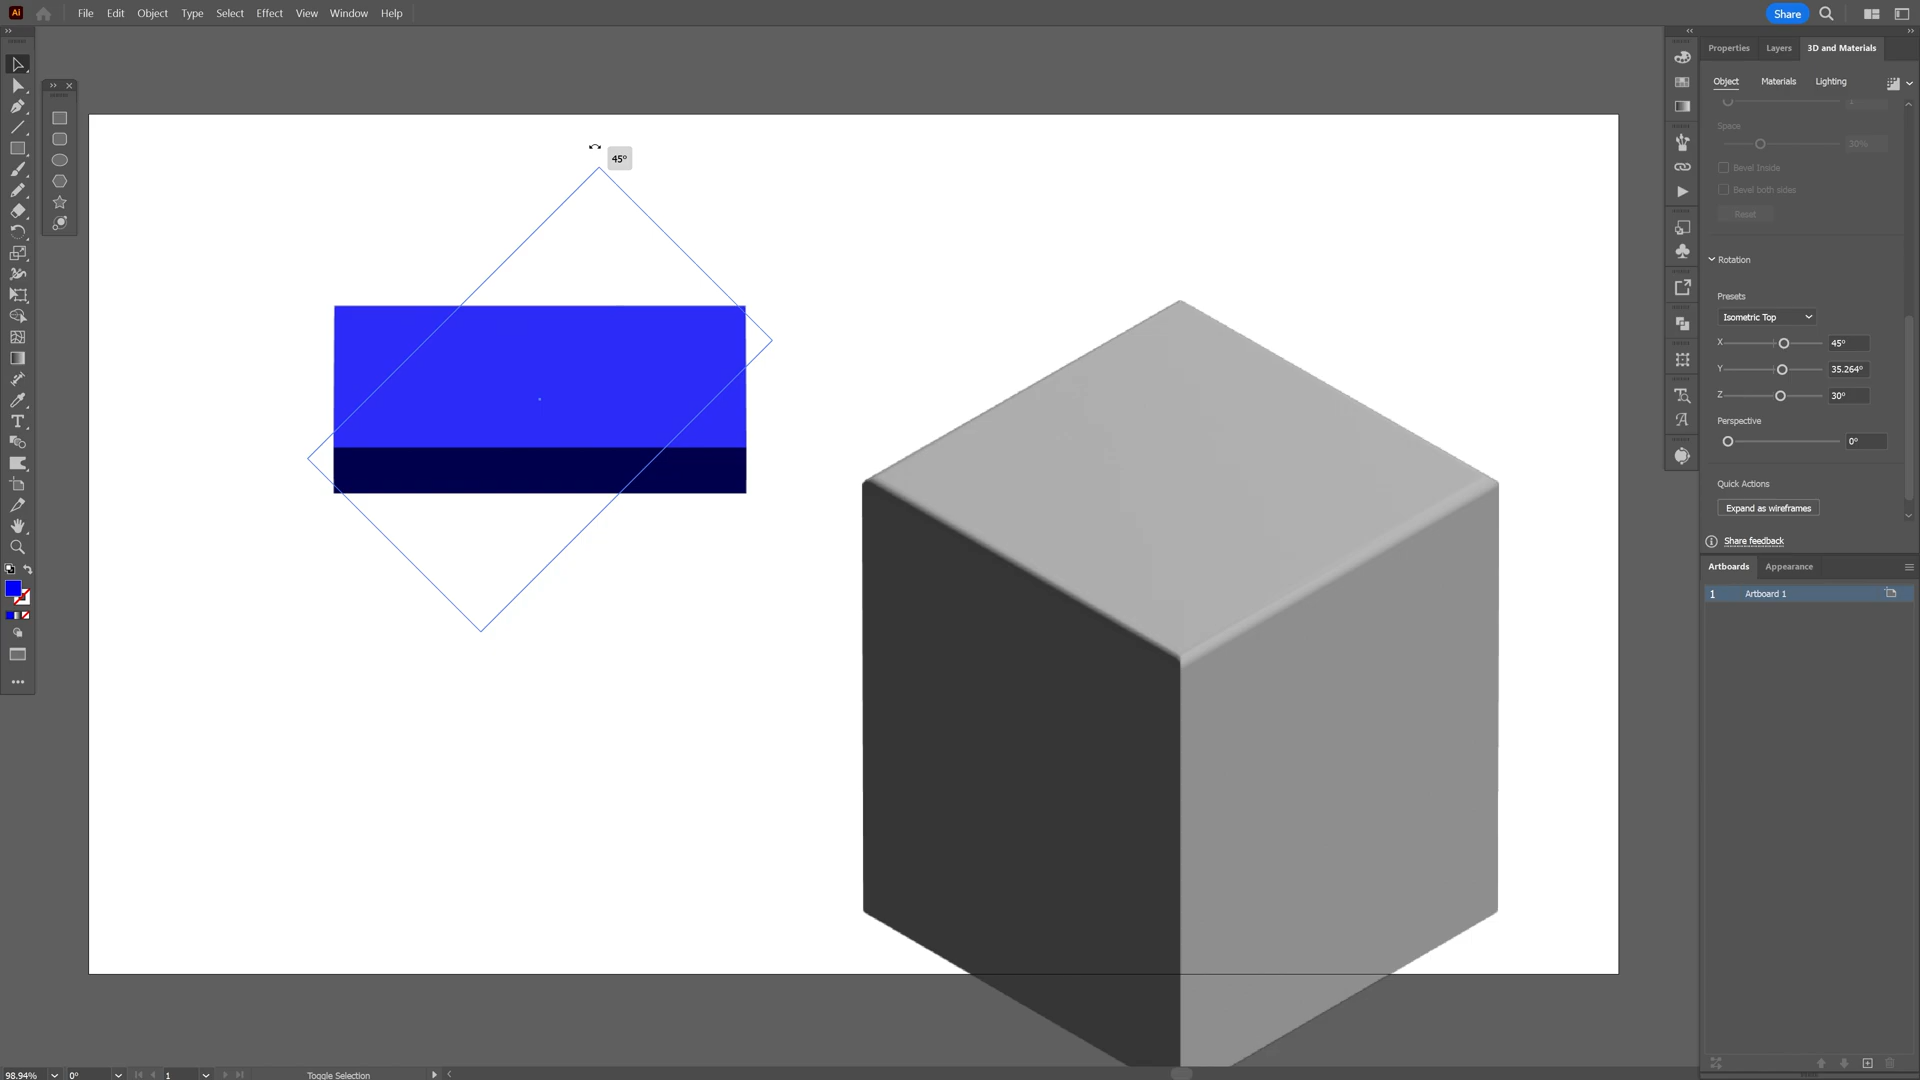 Ai File Edit Object Type Select Effect View Window Help Share
Properties Layers 3D and Materials
Object Materials Lighting
Space
30%
Bevel Inside
Bevel both sides
Reset
45°
Rotation
Presets
Isometric Top
X 45°
Y 35.264°
Z 30°
Perspective
0°
Quick Actions
Expand as wireframes
Share feedback
Artboards Appearance
1 Artboard 1
98.94% 0° 1 Toggle Selection